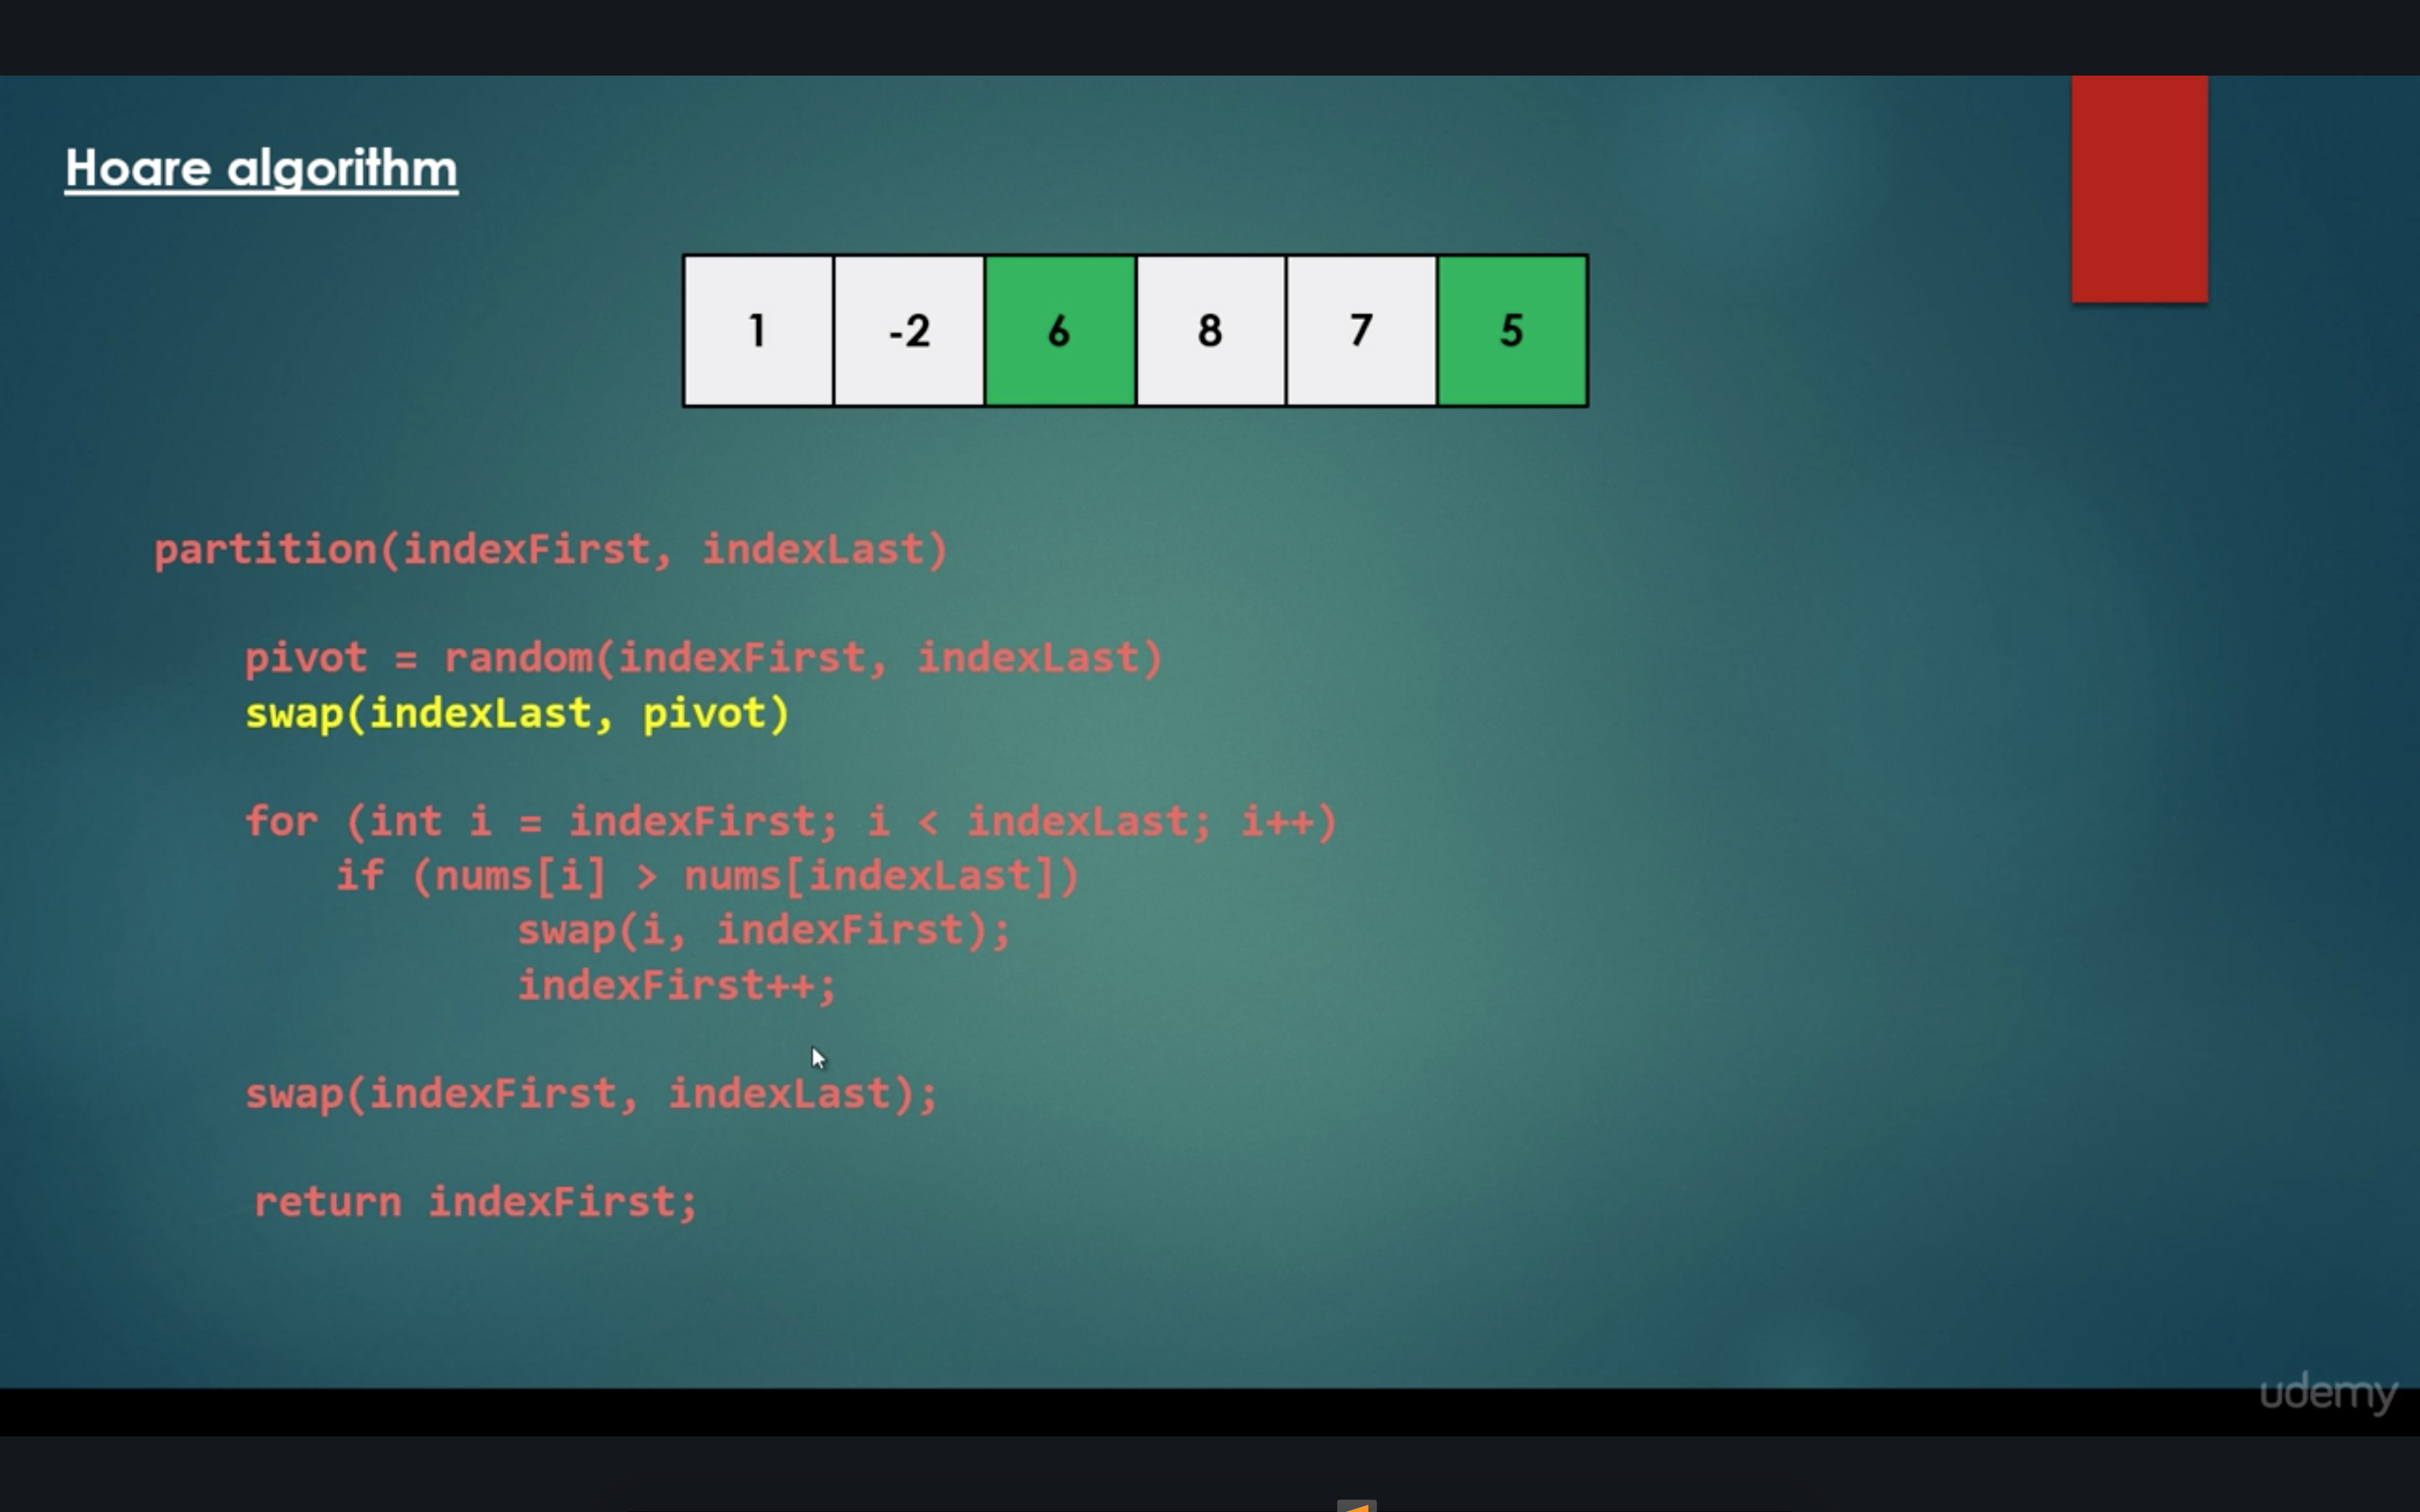 Hoare algorithm
1 -2 6 8 7 5
partition(indexFirst, indexLast)
pivot = random(indexFirst, indexLast)
swap(indexLast, pivot)
for (int i = indexFirst; i < indexLast; i++)
if (nums[i] > nums[indexLast])
swap(i, indexFirst);
indexFirst++;
swap(indexFirst, indexLast);
return indexFirst;
udemy